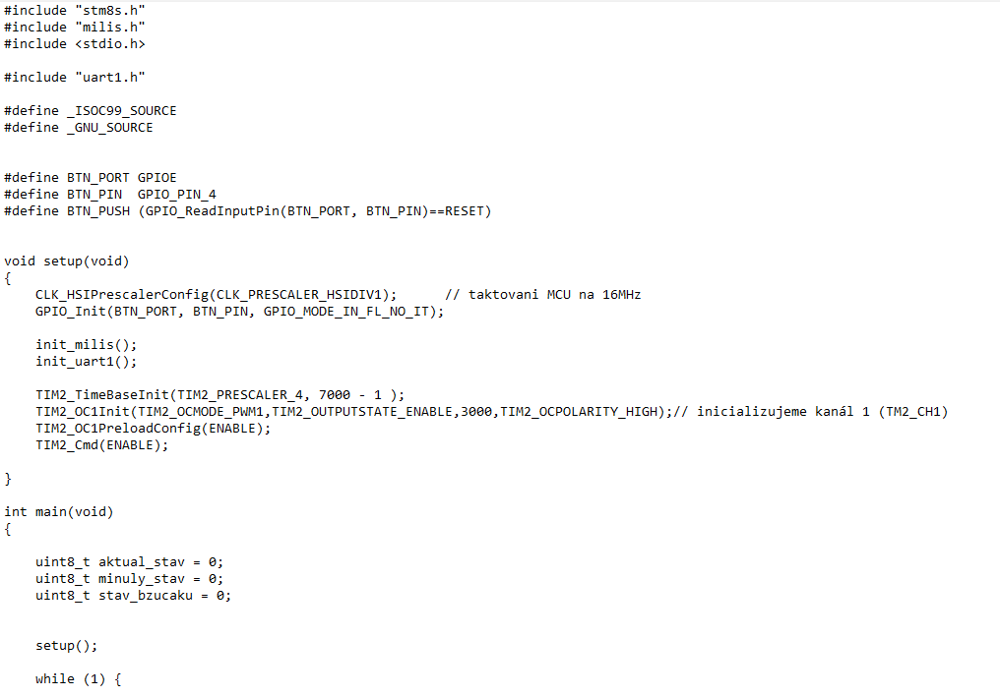 #include "stm8s.h"
#include "milis.h"
#include <stdio.h>
#include "uart1.h"
#define _ISOC99_SOURCE
#define _GNU_SOURCE
#define BTN_PORT GPIOE
#define BTN_PIN  GPIO_PIN_4
#define BTN_PUSH (GPIO_ReadInputPin(BTN_PORT, BTN_PIN)==RESET)
void setup(void)
{
    CLK_HSIPrescalerConfig(CLK_PRESCALER_HSIDIV1);      // taktovani MCU na 16MHz
    GPIO_Init(BTN_PORT, BTN_PIN, GPIO_MODE_IN_FL_NO_IT);
    init_milis();
    init_uart1();
    TIM2_TimeBaseInit(TIM2_PRESCALER_4, 7000 - 1 );
    TIM2_OC1Init(TIM2_OCMODE_PWM1,TIM2_OUTPUTSTATE_ENABLE,3000,TIM2_OCPOLARITY_HIGH);// inicializujeme kanál 1 (TM2_CH1)
    TIM2_OC1PreloadConfig(ENABLE);
    TIM2_Cmd(ENABLE);
}
int main(void)
{
    uint8_t aktual_stav = 0;
    uint8_t minuly_stav = 0;
    uint8_t stav_bzucaku = 0;
    setup();
    while (1) {